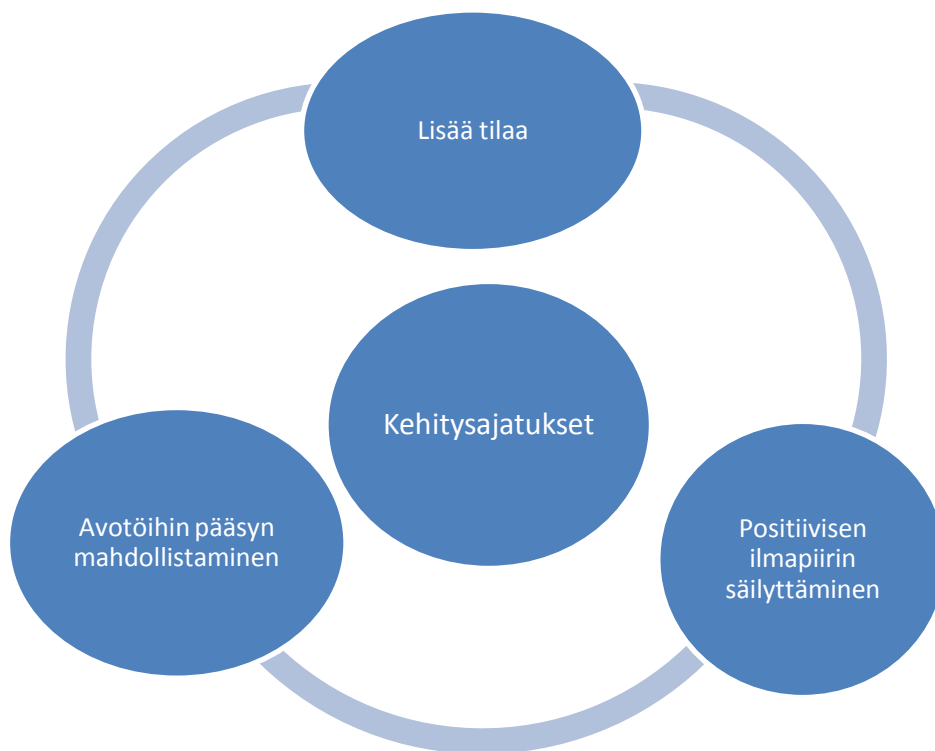 Lisää tilaa
Kehitysajatukset
Avotöihin pääsyn
mahdollistaminen
Positiivisen
ilmapiirin
säilyttäminen